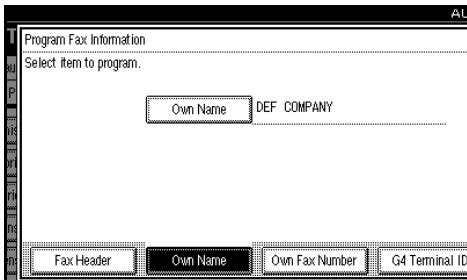 AU
Program Fax Information
Select item to program.
Own Name DEF COMPANY
Fax Header Own Name Own Fax Number G4 Terminal ID